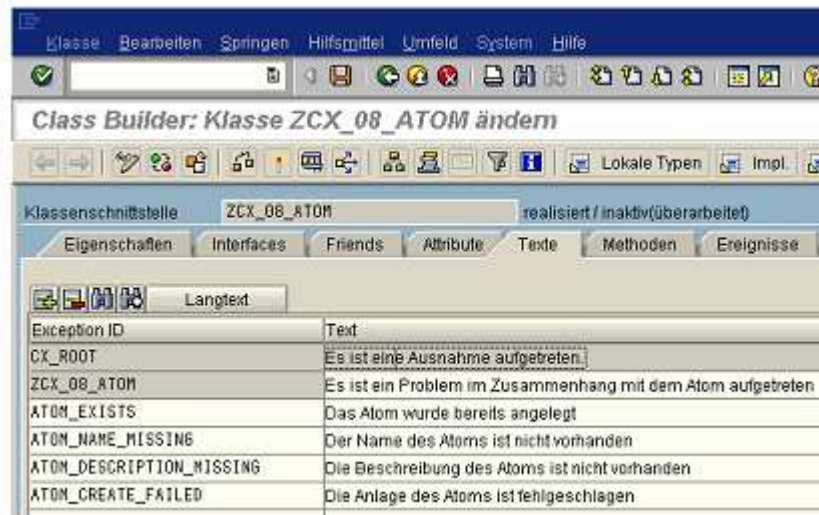 Klasse Bearbeiten Springen Hilfsmittel Umfeld System Hilfe
Class Builder: Klasse ZCX_08_ATOM ändern
Lokale Typen Impl.
Klassenschnittstelle ZCX_08_ATOM realisiert / inaktiv(überarbeitet)
Eigenschaften Interfaces Friends Attribute Texte Methoden Ereignisse
Langtext
Exception ID Text
CX_ROOT Es ist eine Ausnahme aufgetreten.
ZCX_08_ATOM Es ist ein Problem im Zusammenhang mit dem Atom aufgetreten
ATOM_EXISTS Das Atom wurde bereits angelegt
ATOM_NAME_MISSING Der Name des Atoms ist nicht vorhanden
ATOM_DESCRIPTION_MISSING Die Beschreibung des Atoms ist nicht vorhanden
ATOM_CREATE_FAILED Die Anlage des Atoms ist fehlgeschlagen